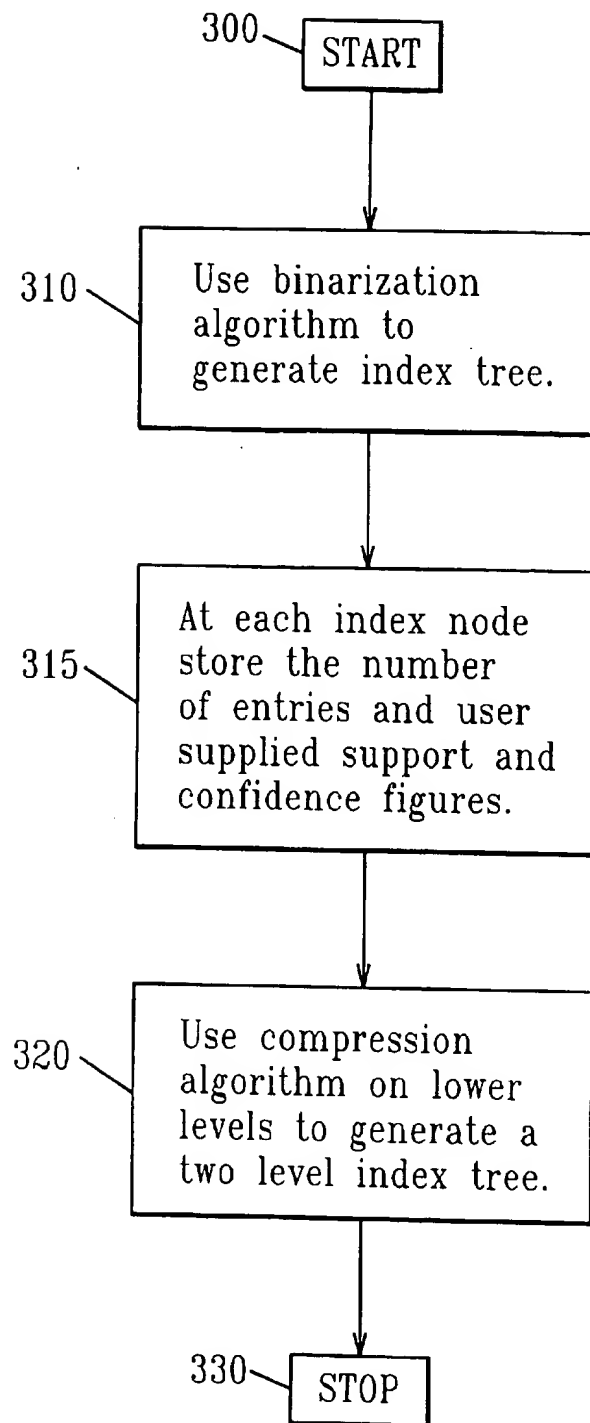 300
START
310
Use binarization
algorithm to
generate index tree.
315
At each index node
store the number
of entries and user
supplied support and
confidence figures.
320
Use compression
algorithm on lower
levels to generate a
two level index tree.
330
STOP